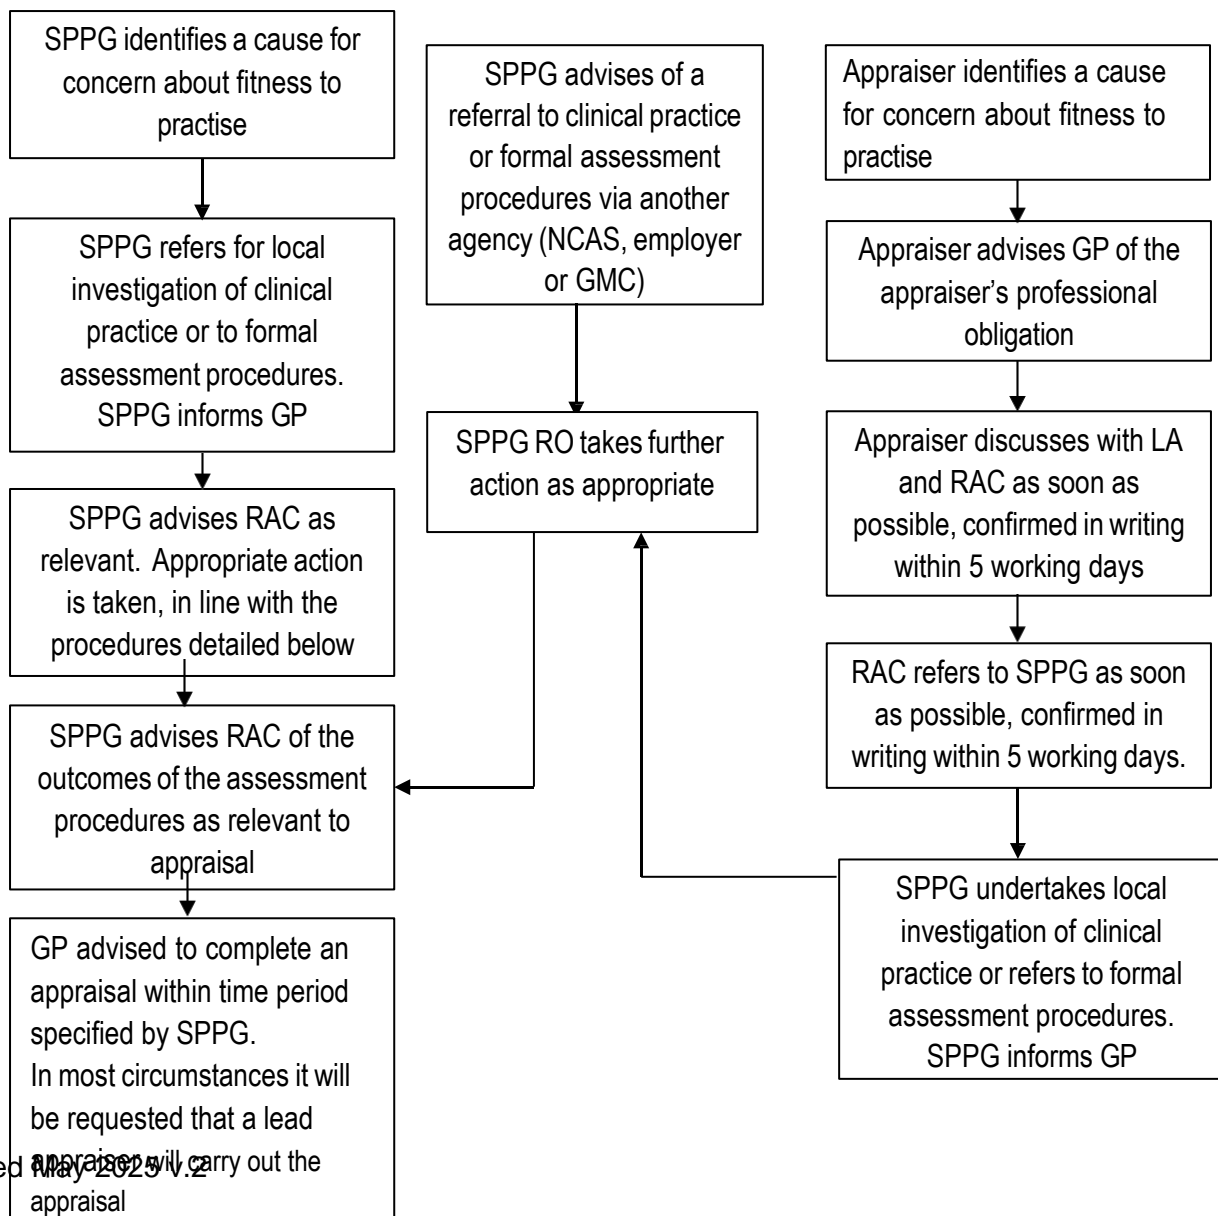 SPPG identifies a cause for
concern about fitness to
practise
SPPG refers for local
investigation of clinical
practice or to formal
assessment procedures.
SPPG informs GP
SPPG advises RAC as
relevant. Appropriate action
is taken, in line with the
procedures detailed below
SPPG advises RAC of the
outcomes of the assessment
procedures as relevant to
appraisal
GP advised to complete an
appraisal within time period
specified by SPPG.
In most circumstances it will
be requested that a lead
appraiser will carry out the
appraisal
SPPG advises of a
referral to clinical practice
or formal assessment
procedures via another
agency (NCAS, employer
or GMC)
SPPG RO takes further
action as appropriate
Appraiser identifies a cause
for concern about fitness to
practise
Appraiser advises GP of the
appraiser’s professional
obligation
Appraiser discusses with LA
and RAC as soon as
possible, confirmed in writing
within 5 working days
RAC refers to SPPG as soon
as possible, confirmed in
writing within 5 working days.
SPPG undertakes local
investigation of clinical
practice or refers to formal
assessment procedures.
SPPG informs GP
ed May 2025 V.2